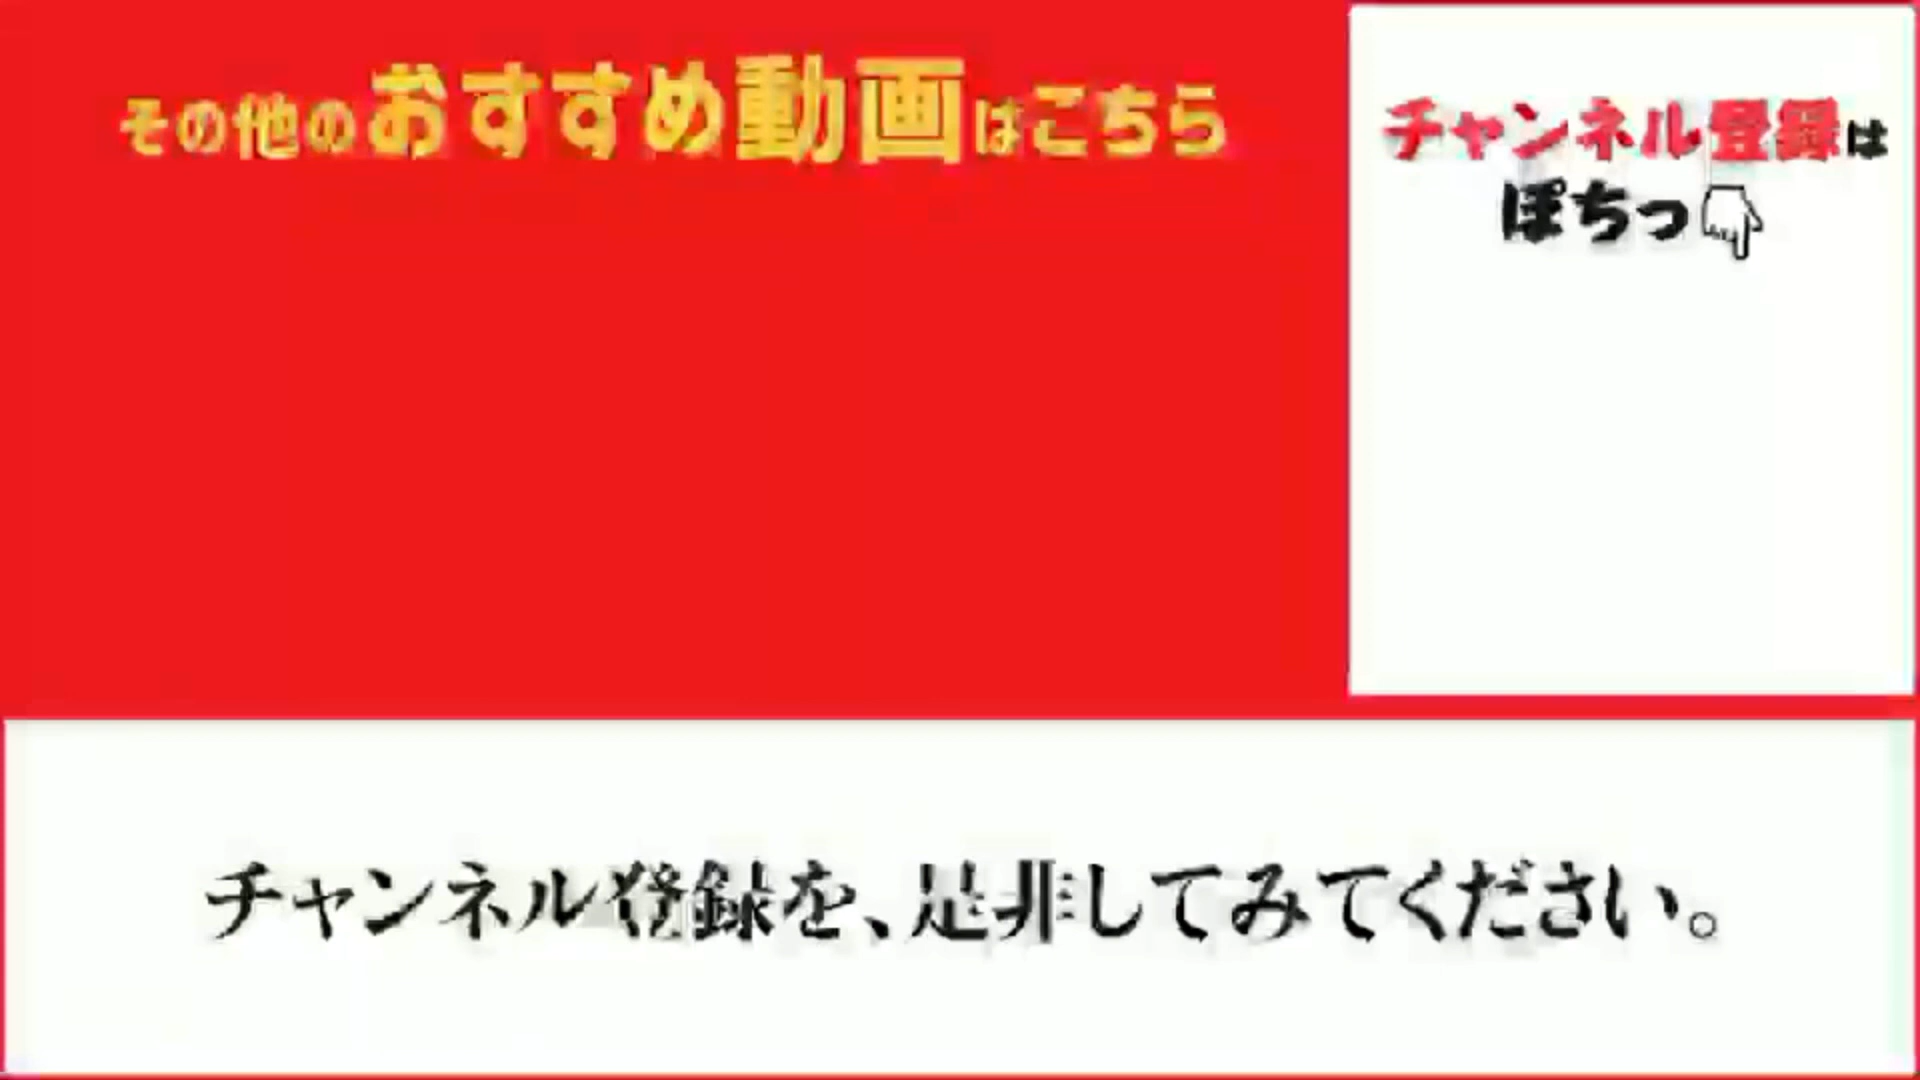 その他のおすすめ動画はこちら
チャンネル登録は
ぽちっ
チャンネル登録を、是非してみてください。